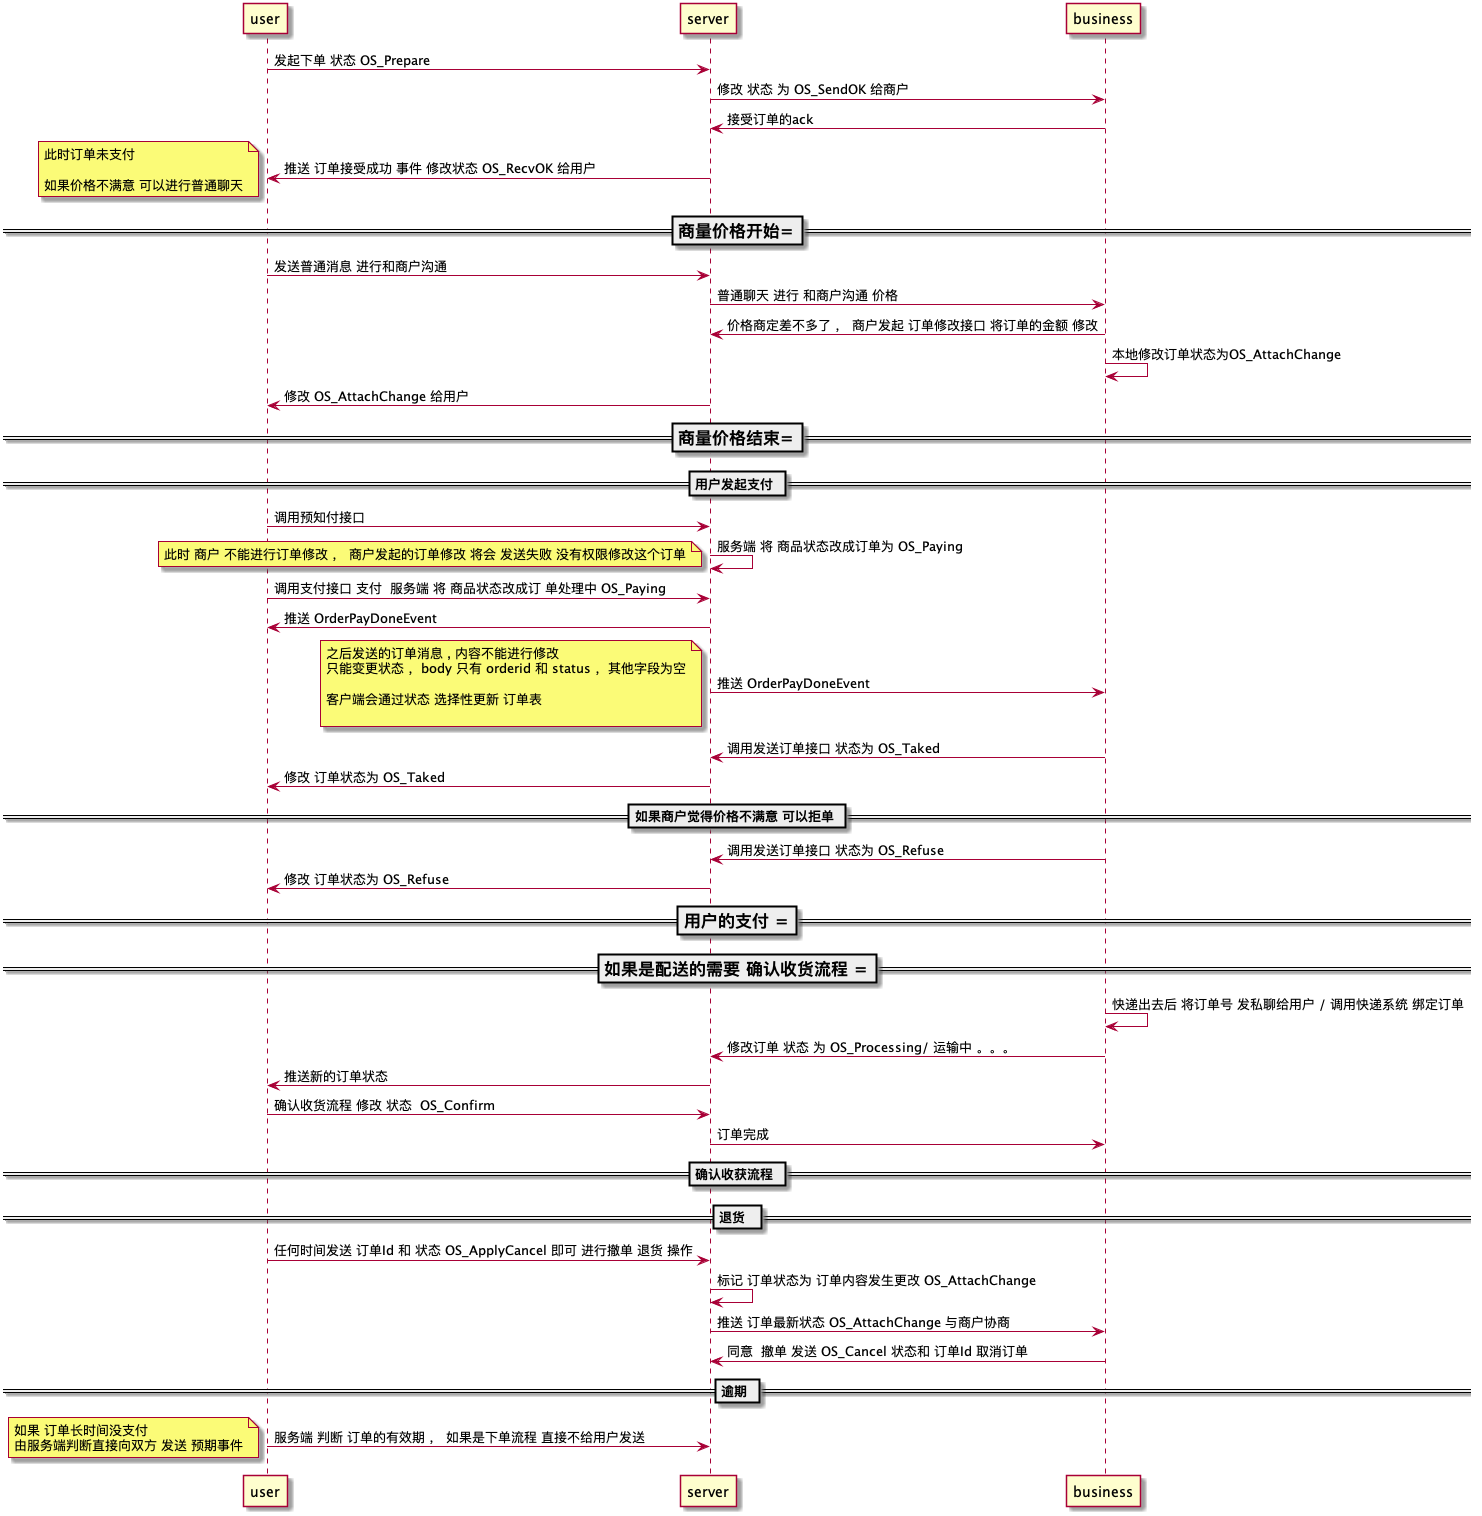 user
server
business
发起下单 状态 OS_Prepare
修改 状态 为 OS_SendOK 给商户
接受订单的ack
此时订单未支付
如果价格不满意 可以进行普通聊天
推送 订单接受成功 事件 修改状态 OS_RecvOK 给用户
商量价格开始=
发送普通消息 进行和商户沟通
普通聊天 进行 和商户沟通 价格
价格商定差不多了， 商户发起 订单修改接口 将订单的金额 修改
本地修改订单状态为OS_AttachChange
修改 OS_AttachChange 给用户
商量价格结束=
用户发起支付
调用预知付接口
此时 商户 不能进行订单修改， 商户发起的订单修改 将会 发送失败 没有权限修改这个订单
服务端 将 商品状态改成订单为 OS_Paying
调用支付接口 支付 服务端 将 商品状态改成订 单处理中 OS_Paying
推送 OrderPayDoneEvent
之后发送的订单消息 , 内容不能进行修改
只能变更状态， body 只有 orderid 和 status ，其他字段为空
客户端会通过状态 选择性更新 订单表
推送 OrderPayDoneEvent
调用发送订单接口 状态为 OS_Taked
修改 订单状态为 OS_Taked
如果商户觉得价格不满意 可以拒单
调用发送订单接口 状态为 OS_Refuse
修改 订单状态为 OS_Refuse
用户的支付 =
如果是配送的需要 确认收货流程 =
快递出去后 将订单号 发私聊给用户 / 调用快递系统 绑定订单
修改订单 状态 为 OS_Processing/ 运输中 。。。
推送新的订单状态
确认收货流程 修改 状态 OS_Confirm
订单完成
确认收获流程
退货
任何时间发送 订单Id 和 状态 OS_ApplyCancel 即可 进行撤单 退货 操作
标记 订单状态为 订单内容发生更改 OS_AttachChange
推送 订单最新状态 OS_AttachChange 与商户协商
同意 撤单 发送 OS_Cancel 状态和 订单Id 取消订单
逾期
如果 订单长时间没支付
由服务端判断直接向双方 发送 预期事件
服务端 判断 订单的有效期， 如果是下单流程 直接不给用户发送
user
server
business